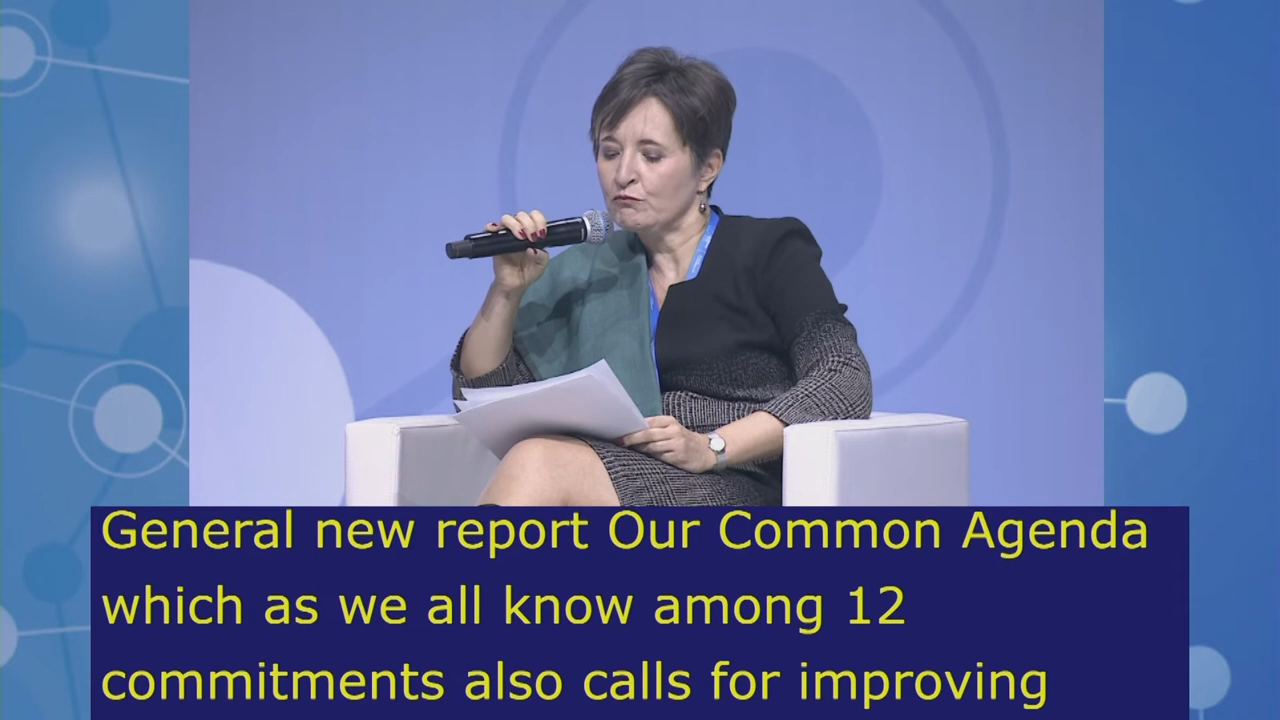 General new report Our Common Agenda
which as we all know among 12
commitments also calls for improving